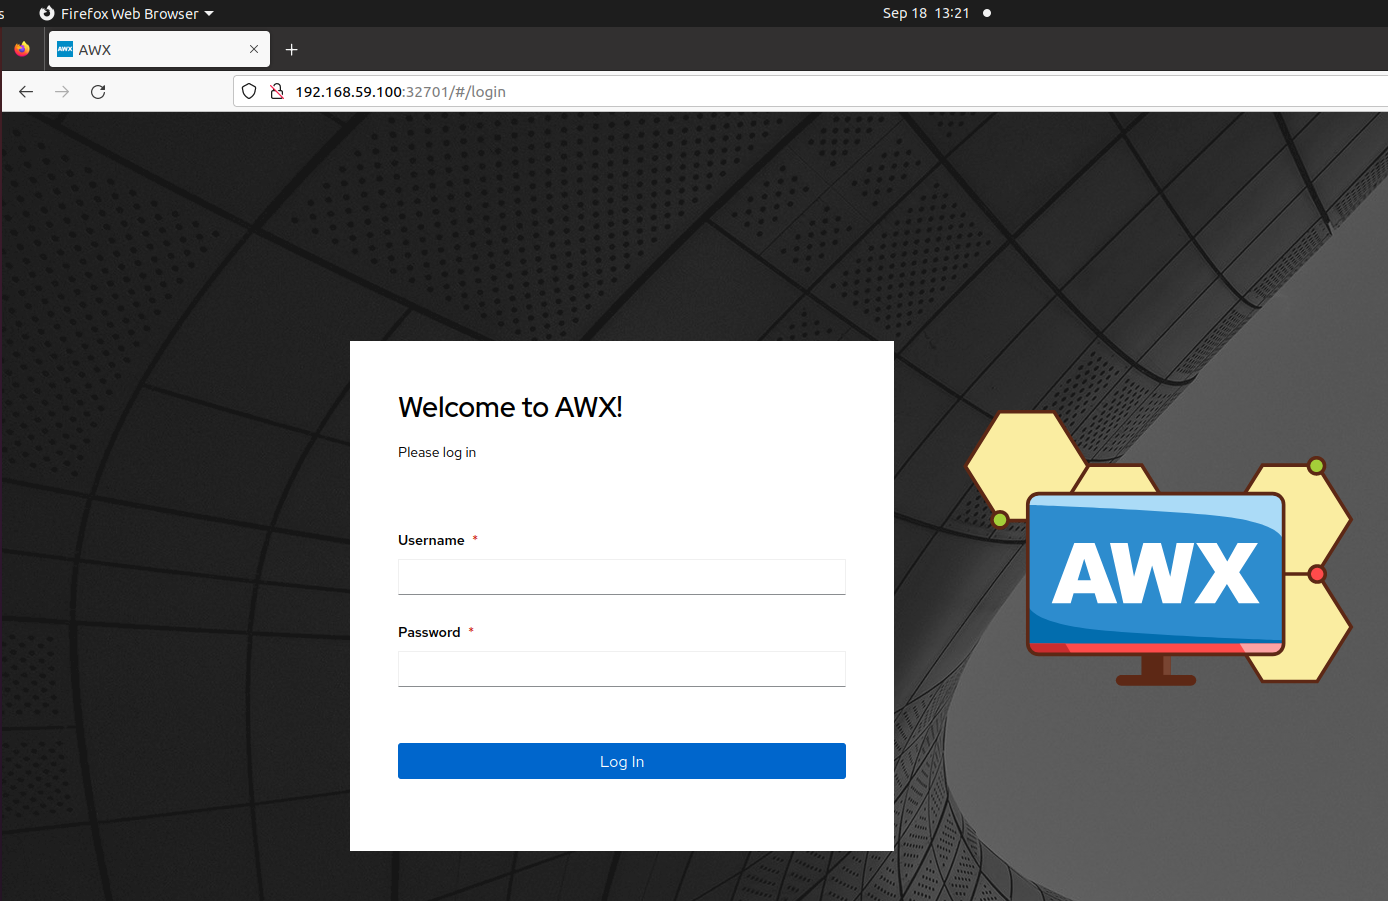 s Firefox Web Browser Sep 18 13:21
AWX AWX
192.168.59.100:32701/#/login
Welcome to AWX!
Please log in
Username *
AWX
Password *
Log In